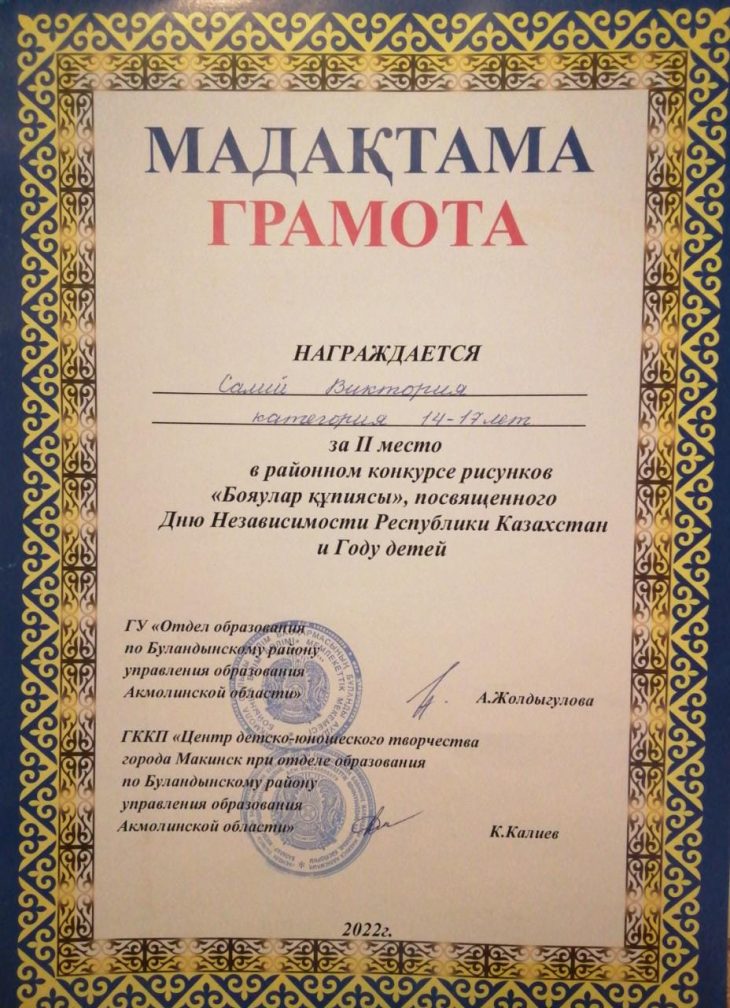 МАДАҚТАМА
ГРАМОТА
НАГРАЖДАЕТСЯ
Салий Виктория
категория 14-17 лет
за II место
в районном конкурсе рисунков
«Бояулар құпиясы», посвященного
Дню Независимости Республики Казахстан
и Году детей
ГУ «Отдел образования
по Буландынскому району
управления образования
Акмолинской области»
А.Жолдыгулова
ГККП «Центр детско-юношеского творчества
города Макинск при отделе образования
по Буландынскому району
управления образования
Акмолинской области»
К.Калиев
2022г.